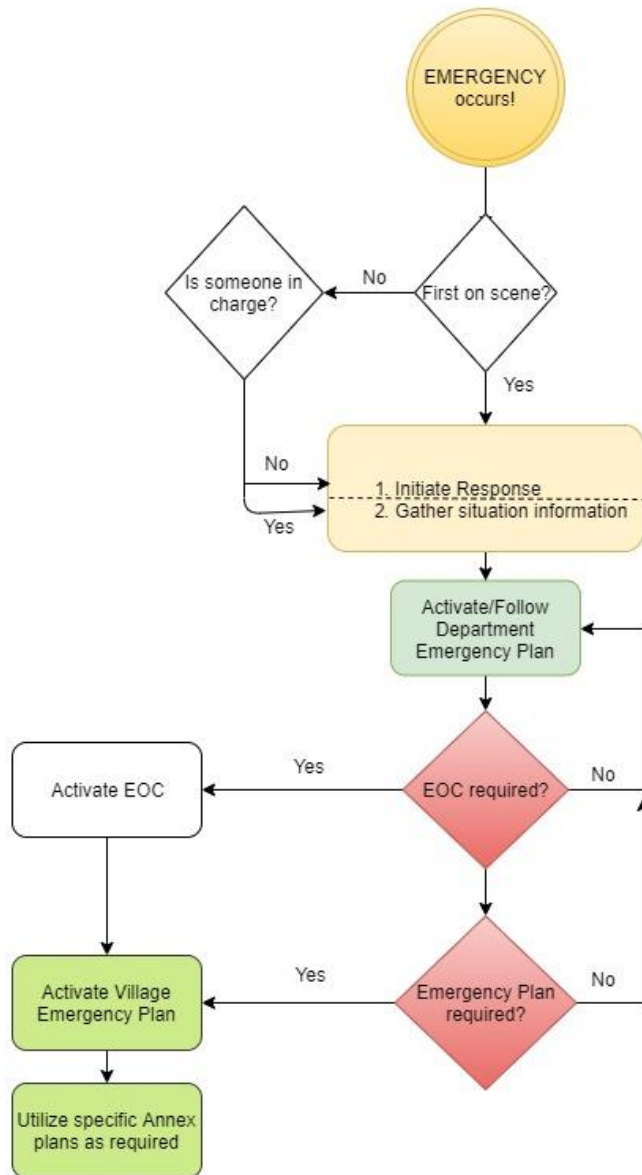 EMERGENCY
occurs!
Is someone in
charge?
No
First on scene?
Yes
No
1. Initiate Response
Yes
2. Gather situation information
Activate/Follow
Department
Emergency Plan
Activate EOC
Yes
EOC required?
No
Activate Village
Emergency Plan
Yes
Emergency Plan
required?
No
Utilize specific Annex
plans as required